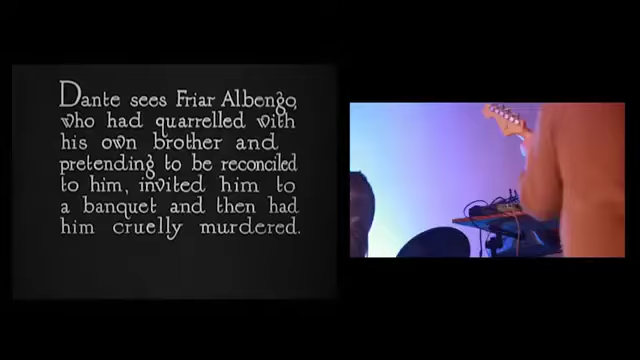 Dante sees Friar Albengo,
who had quarrelled with
his own brother and
pretending to be reconciled
to him, invited him to
a banquet and then had
him cruelly murdered.